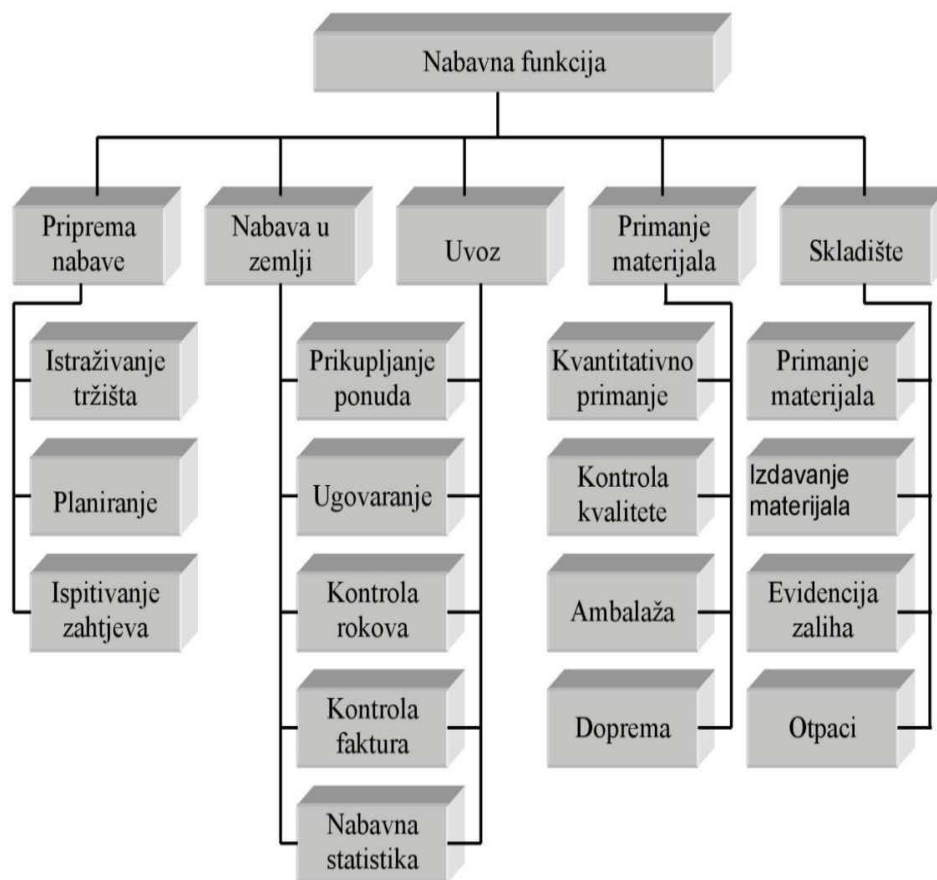 Nabavna funkcija
Priprema
nabave
Nabava u
zemlji
Uvoz
Primanje
materijala
Skladište
Istraživanje
tržišta
Planiranje
Ispitivanje
zahtjeva
Prikupljanje
ponuda
Ugovaranje
Kontrola
rokova
Kontrola
faktura
Nabavna
statistika
Kvantitativno
primanje
Kontrola
kvalitete
Ambalaža
Doprema
Primanje
materijala
Izdavanje
materijala
Evidencija
zaliha
Otpaci